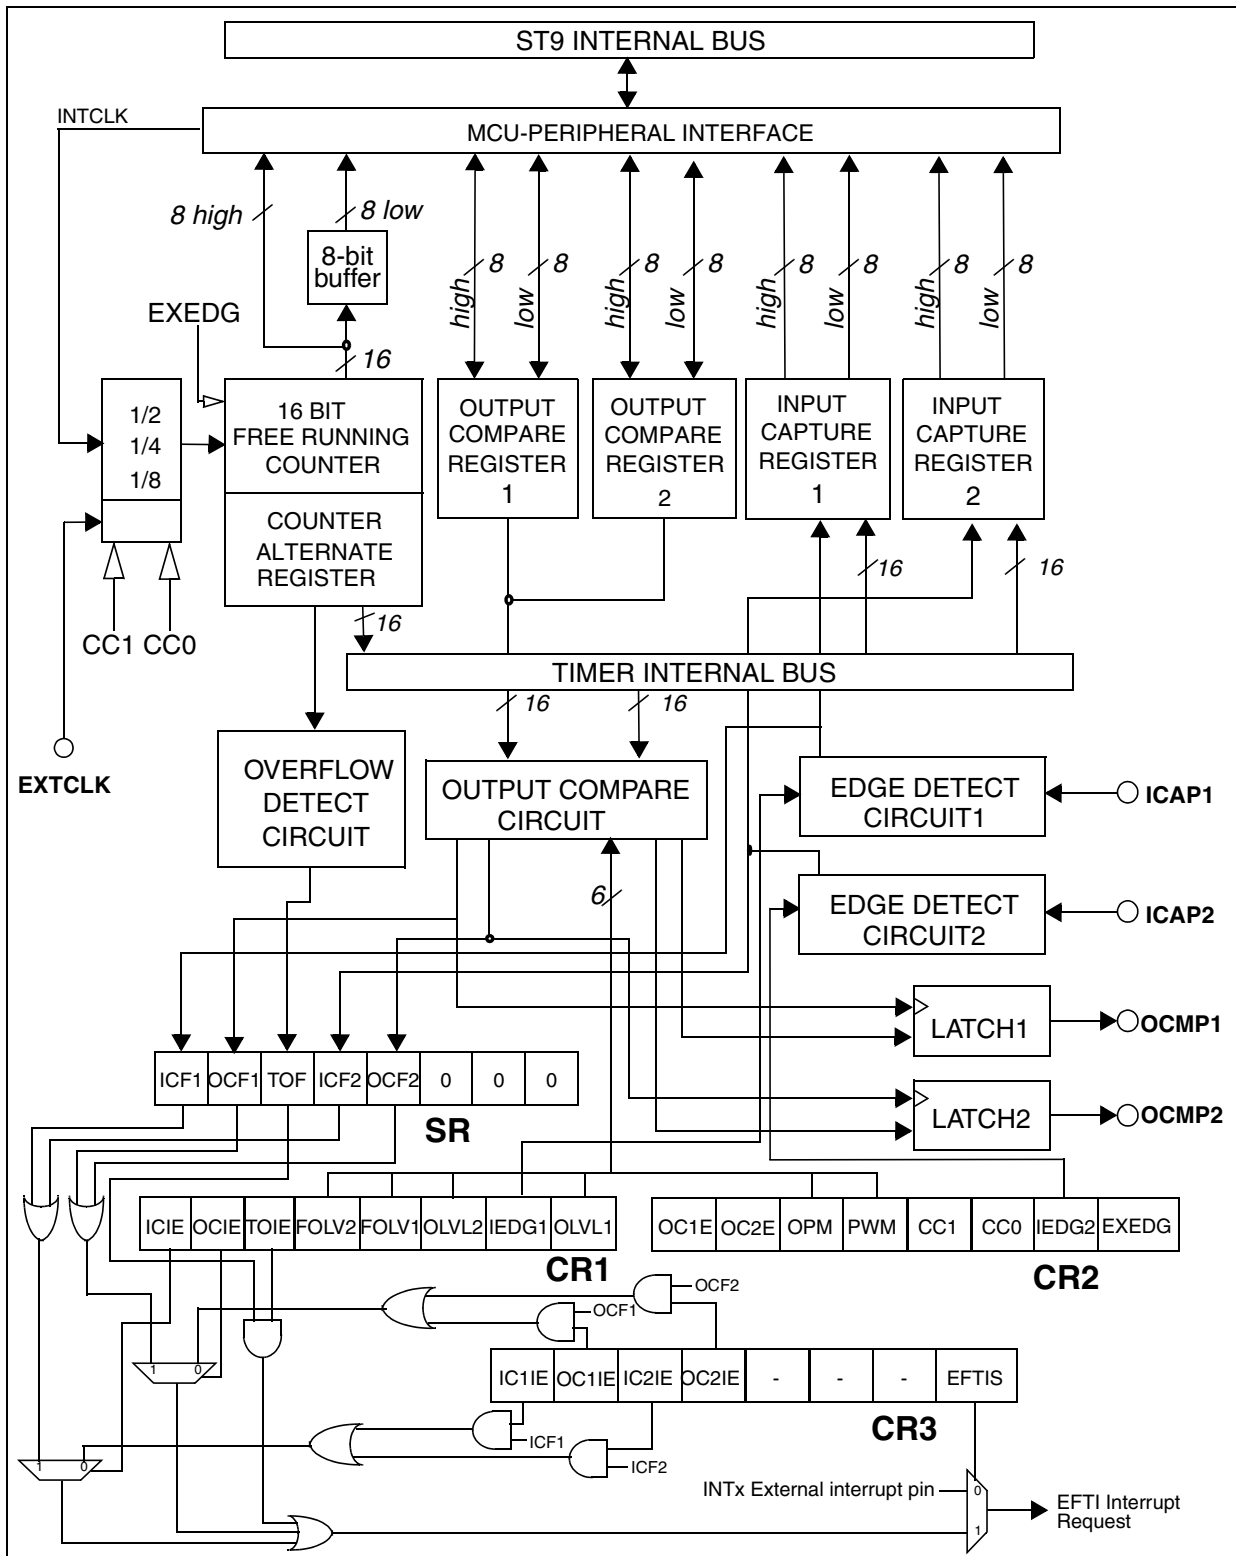 ST9 INTERNAL BUS
INTCLK
MCU-PERIPHERAL INTERFACE
8 high
8 low
8-bit
buffer
high
8
low
8
high
8
low
8
high
8
low
8
high
8
low
8
EXEDG
16
1/2
1/4
1/8
16 BIT
FREE RUNNING
COUNTER
OUTPUT
COMPARE
REGISTER
1
OUTPUT
COMPARE
REGISTER
2
INPUT
CAPTURE
REGISTER
1
INPUT
CAPTURE
REGISTER
2
COUNTER
ALTERNATE
REGISTER
16
16
16
CC1 CC0
TIMER INTERNAL BUS
16
16
EXTCLK
OVERFLOW
DETECT
CIRCUIT
OUTPUT COMPARE
CIRCUIT
EDGE DETECT
CIRCUIT1
ICAP1
6
EDGE DETECT
CIRCUIT2
ICAP2
LATCH1
OCMP1
ICF1 OCF1 TOF ICF2 OCF2 0 0 0
SR
LATCH2
OCMP2
ICIE OCIE TOIE FOLV2 FOLV1 OLVL2 IEDG1 OLVL1
CR1
OC1E OC2E OPM PWM CC1 CC0 IEDG2 EXEDG
CR2
OCF2
OCF1
1 0
IC1IE OC1IE IC2IE OC2IE - - - EFTIS
CR3
ICF1
ICF2
1 0
INTx External interrupt pin
0
1
EFTI Interrupt
Request